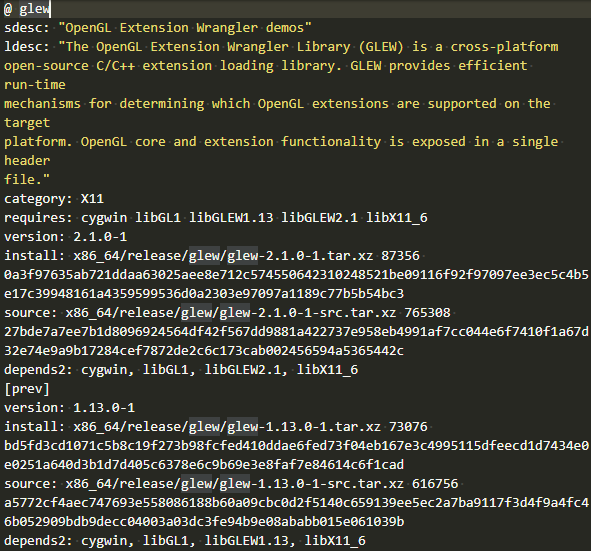 @ glew
sdesc: "OpenGL Extension Wrangler demos"
ldesc: "The OpenGL Extension Wrangler Library (GLEW) is a cross-platform
open-source C/C++ extension loading library. GLEW provides efficient
run-time
mechanisms for determining which OpenGL extensions are supported on the
target
platform. OpenGL core and extension functionality is exposed in a single
header
file."
category: X11
requires: cygwin libGL1 libGLEW1.13 libGLEW2.1 libX11_6
version: 2.1.0-1
install: x86_64/release/glew/glew-2.1.0-1.tar.xz 87356
0a3f97635ab721ddaa63025aee8e712c574550642310248521be09116f92f97097ee3ec5c4b5
e17c39948161a4359599536d0a2303e97097a1189c77b5b54bc3
source: x86_64/release/glew/glew-2.1.0-1-src.tar.xz 765308
27bde7a7ee7b1d8096924564df42f567dd9881a422737e958eb4991af7cc044e6f7410f1a67d
32e74e9a9b17284cef7872de2c6c173cab002456594a5365442c
depends2: cygwin, libGL1, libGLEW2.1, libX11_6
[prev]
version: 1.13.0-1
install: x86_64/release/glew/glew-1.13.0-1.tar.xz 73076
bd5fd3cd1071c5b8c19f273b98fcfed410ddae6fed73f04eb167e3c4995115dfeecd1d7434e0
e0251a640d3b1d7d405c6378e6c9b69e3e8faf7e84614c6f1cad
source: x86_64/release/glew/glew-1.13.0-1-src.tar.xz 616756
a5772cf4aec747693e558086188b60a09cbc0d2f5140c659139ee5ec2a7ba9117f3d4f9a4fc4
6b052909bdb9decc04003a03dc3fe94b9e08ababb015e061039b
depends2: cygwin, libGL1, libGLEW1.13, libX11_6